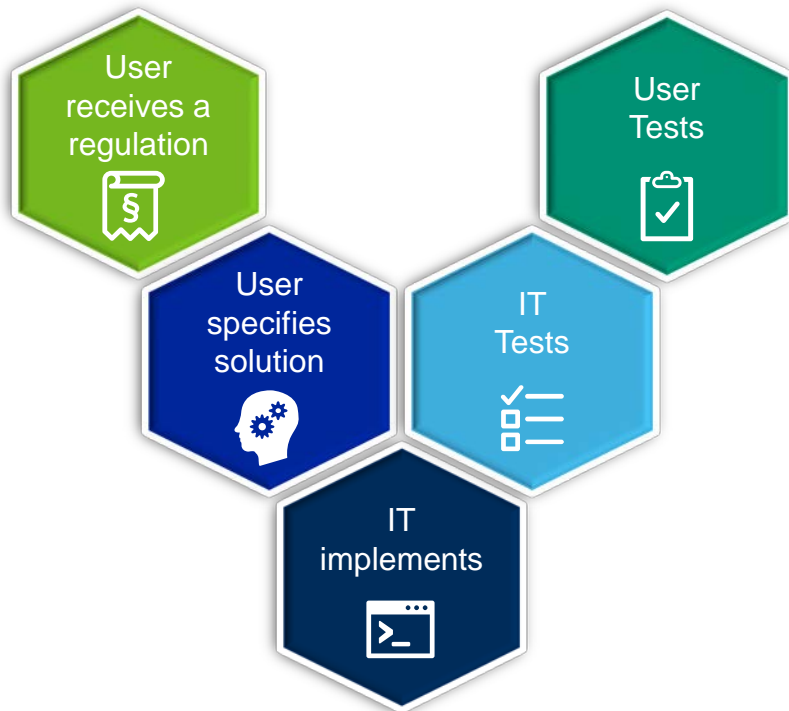 User
receives a
regulation
§
User
specifies
solution
IT
implements
>_
IT
Tests
User
Tests